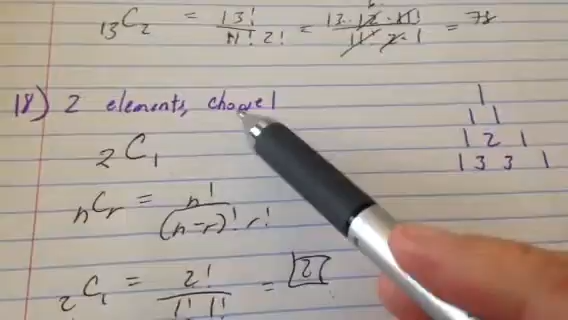 13C2 = 13! / 11! 2! = 13·12·11! / 11!·2·1 = 78
18) 2 elements, choose 1
2C1
nCr = n! / (n-r)! r!
2C1 = 2! / 1! 1! = 2
1
1 1
1 2 1
1 3 3 1